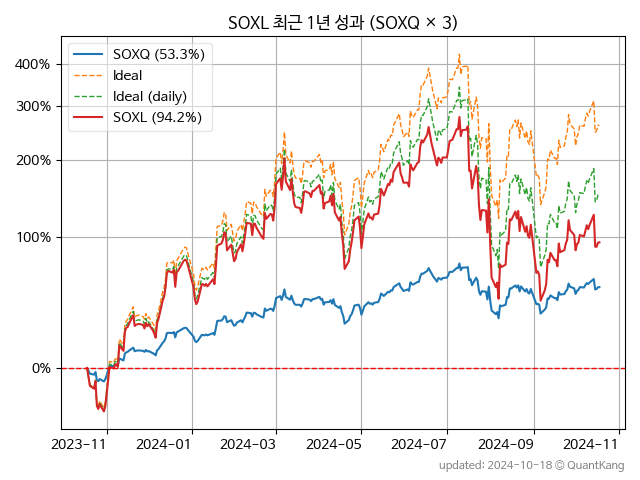 SOXL 최근 1년 성과 (SOXQ × 3)
SOXQ (53.3%)
Ideal
Ideal (daily)
SOXL (94.2%)
400%
300%
200%
100%
0%
2023-11 2024-01 2024-03 2024-05 2024-07 2024-09 2024-11
updated: 2024-10-18 © QuantKang